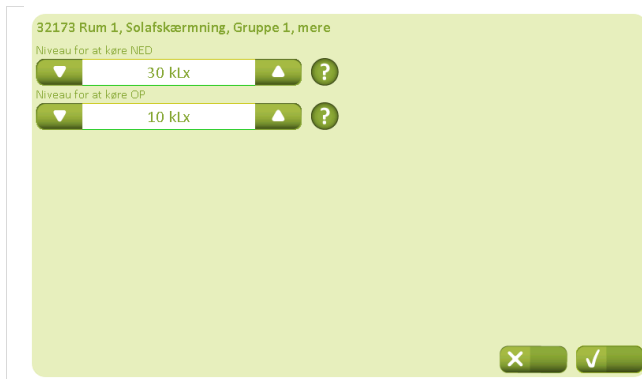 32173 Rum 1, Solafskærmning, Gruppe 1, mere
Niveau for at køre NED
30 kLx
?
Niveau for at køre OP
10 kLx
?